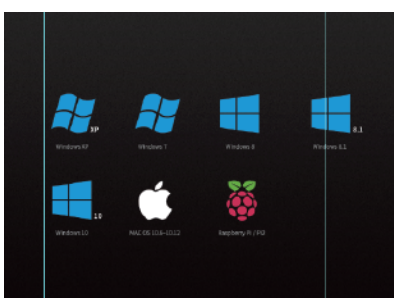 XP
8.1
Windows XP
Windows 7
Windows 8
Windows 8.1
10
Windows 10
MAC OS 10.6-10.12
Raspberry Pi / Pi2